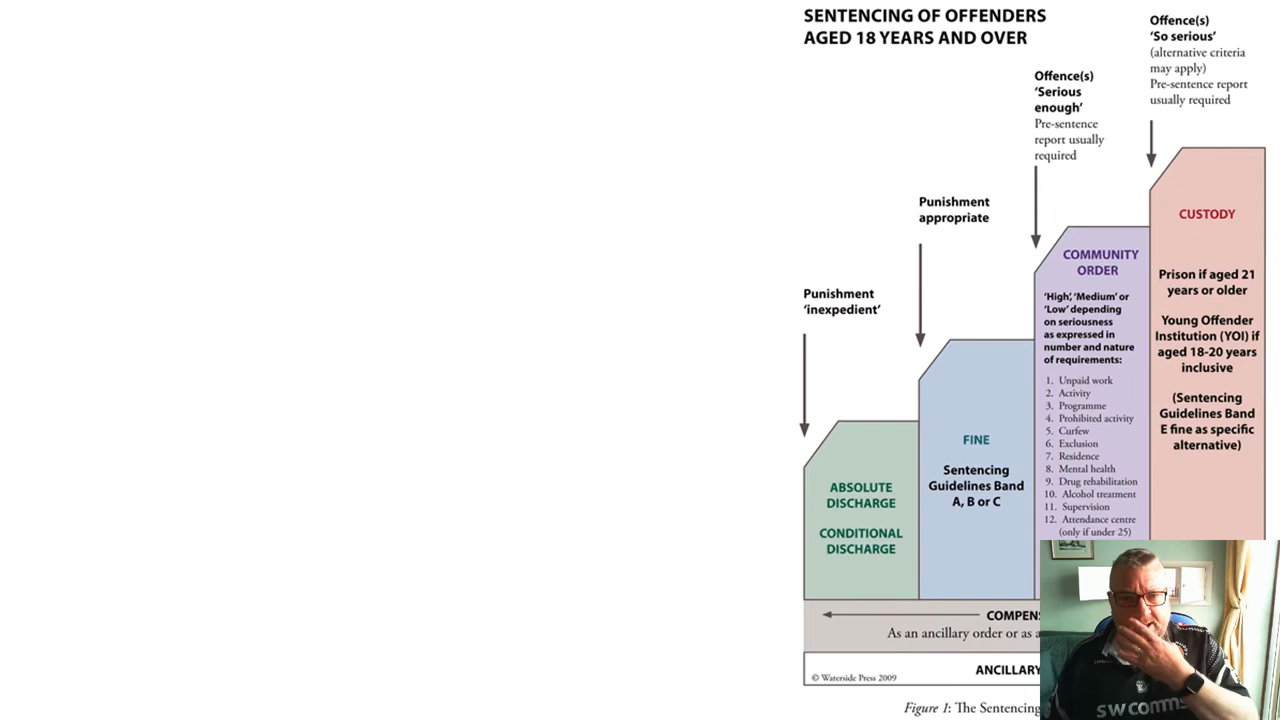 SENTENCING OF OFFENDERS
AGED 18 YEARS AND OVER
Offence(s)
'So serious'
(alternative criteria
may apply)
Pre-sentence report
usually required
Offence(s)
'Serious
enough'
Pre-sentence
report usually
required
Punishment
appropriate
Punishment
'inexpedient'
ABSOLUTE
DISCHARGE
CONDITIONAL
DISCHARGE
FINE
Sentencing
Guidelines Band
A, B or C
COMMUNITY
ORDER
'High', 'Medium' or
'Low' depending
on seriousness
as expressed in
number and nature
of requirements:
1. Unpaid work
2. Activity
3. Programme
4. Prohibited activity
5. Curfew
6. Exclusion
7. Residence
8. Mental health
9. Drug rehabilitation
10. Alcohol treatment
11. Supervision
12. Attendance centre
(only if under 25)
CUSTODY
Prison if aged 21
years or older
Young Offender
Institution (YOI) if
aged 18-20 years
inclusive
(Sentencing
Guidelines Band
E fine as specific
alternative)
COMPENS
As an ancillary order or as a
ANCILLARY
© Waterside Press 2009
Figure 1: The Sentencing
sw comms